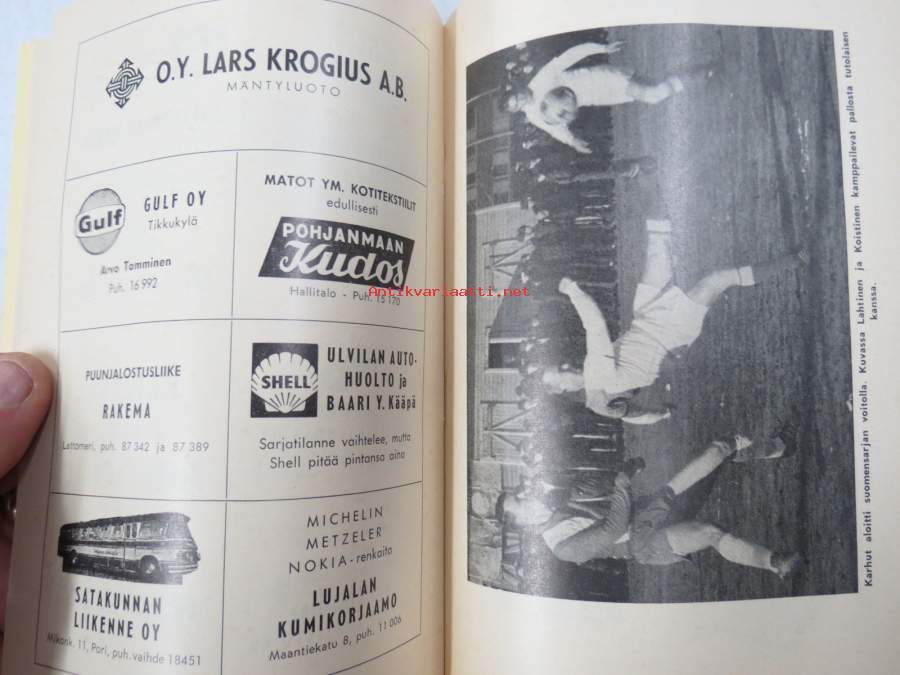 O.Y. LARS KROGIUS A.B.
MÄNTYLUOTO
Gulf
GULF OY
Tikkukylä
Arvo Tomminen
Puh. 16 992
MATOT YM. KOTITEKSTIILIT
edullisesti
POHJANMAAN
Kudos
Hallitalo - Puh. 15 170
Antikvariaatti.net
PUUNJALOSTUSLIIKE
RAKEMA
Lattomeri, puh. 87 342 ja 87 389
SHELL
ULVILAN AUTO-
HUOLTO ja
BAARI Y. Kääpä
Sarjatilanne vaihtelee, mutta
Shell pitää pintansa aina
SATAKUNNAN
LIIKENNE OY
Mikonk. 11, Pori, puh. vaihde 18451
MICHELIN
METZELER
NOKIA - renkaita
LUJALAN
KUMIKORJAAMO
Maantiekatu 8, puh. 11 006
Karhut aloitti suomensarjan voitolla. Kuvassa Lahtinen ja Koistinen kamppailevat pallosta tutolaisen
kanssa.